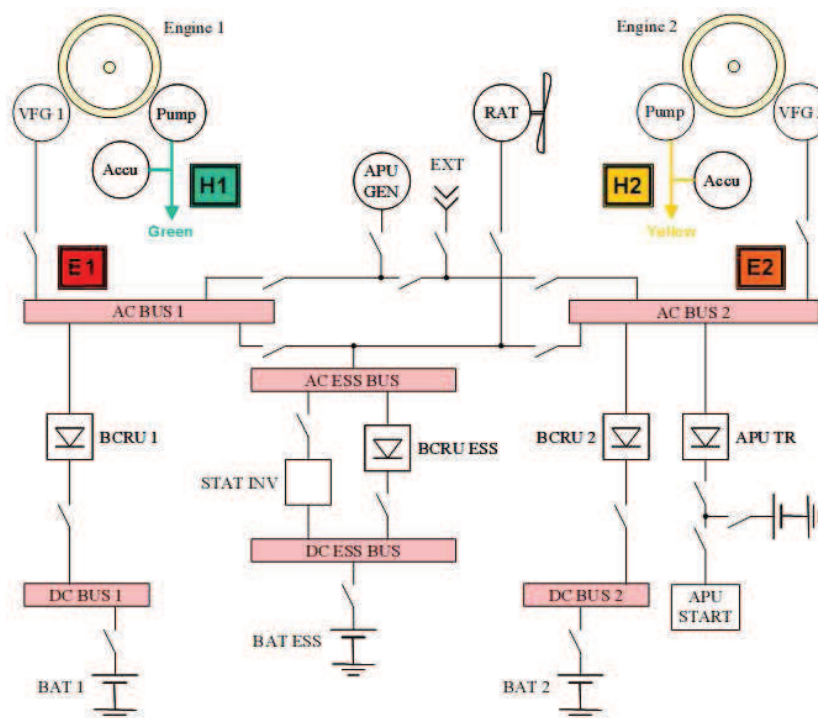 Engine 1
Engine 2
VFG 1
Pump
RAT
Pump
VFG
Accu
H1
APU
GEN
EXT
H2
Accu
Green
Yellow
E1
E2
AC BUS 1
AC BUS 2
AC ESS BUS
BCRU 1
BCRU ESS
BCRU 2
APU TR
STAT INV
DC ESS BUS
DC BUS 1
DC BUS 2
APU
START
BAT ESS
BAT 1
BAT 2